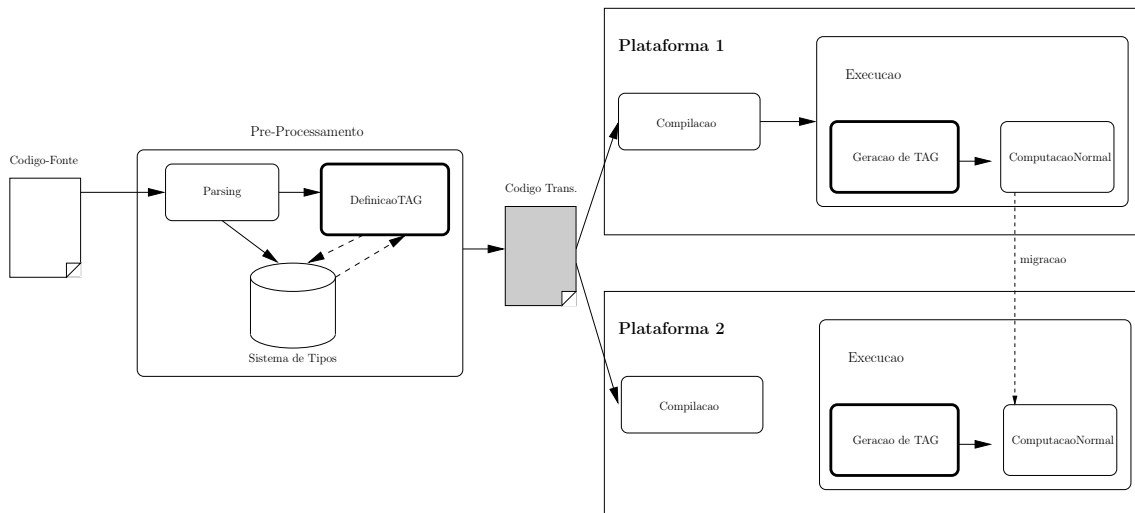 Codigo-Fonte
Pre-Processamento
Parsing
DefinicaoTAG
Sistema de Tipos
Codigo Trans.
Plataforma 1
Compilacao
Execucao
Geracao de TAG
ComputacaoNormal
migracao
Plataforma 2
Compilacao
Execucao
Geracao de TAG
ComputacaoNormal